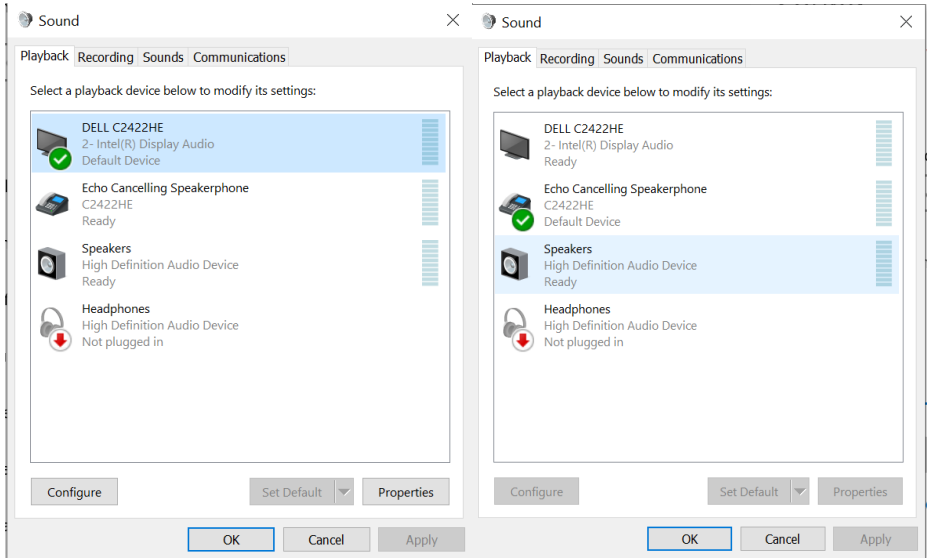 Sound
Playback Recording Sounds Communications
Select a playback device below to modify its settings:
DELL C2422HE
2- Intel(R) Display Audio
Default Device
Echo Cancelling Speakerphone
C2422HE
Ready
Speakers
High Definition Audio Device
Ready
Headphones
High Definition Audio Device
Not plugged in
Configure Set Default Properties
OK Cancel Apply
Sound
Playback Recording Sounds Communications
Select a playback device below to modify its settings:
DELL C2422HE
2- Intel(R) Display Audio
Ready
Echo Cancelling Speakerphone
C2422HE
Default Device
Speakers
High Definition Audio Device
Ready
Headphones
High Definition Audio Device
Not plugged in
Configure Set Default Properties
OK Cancel Apply